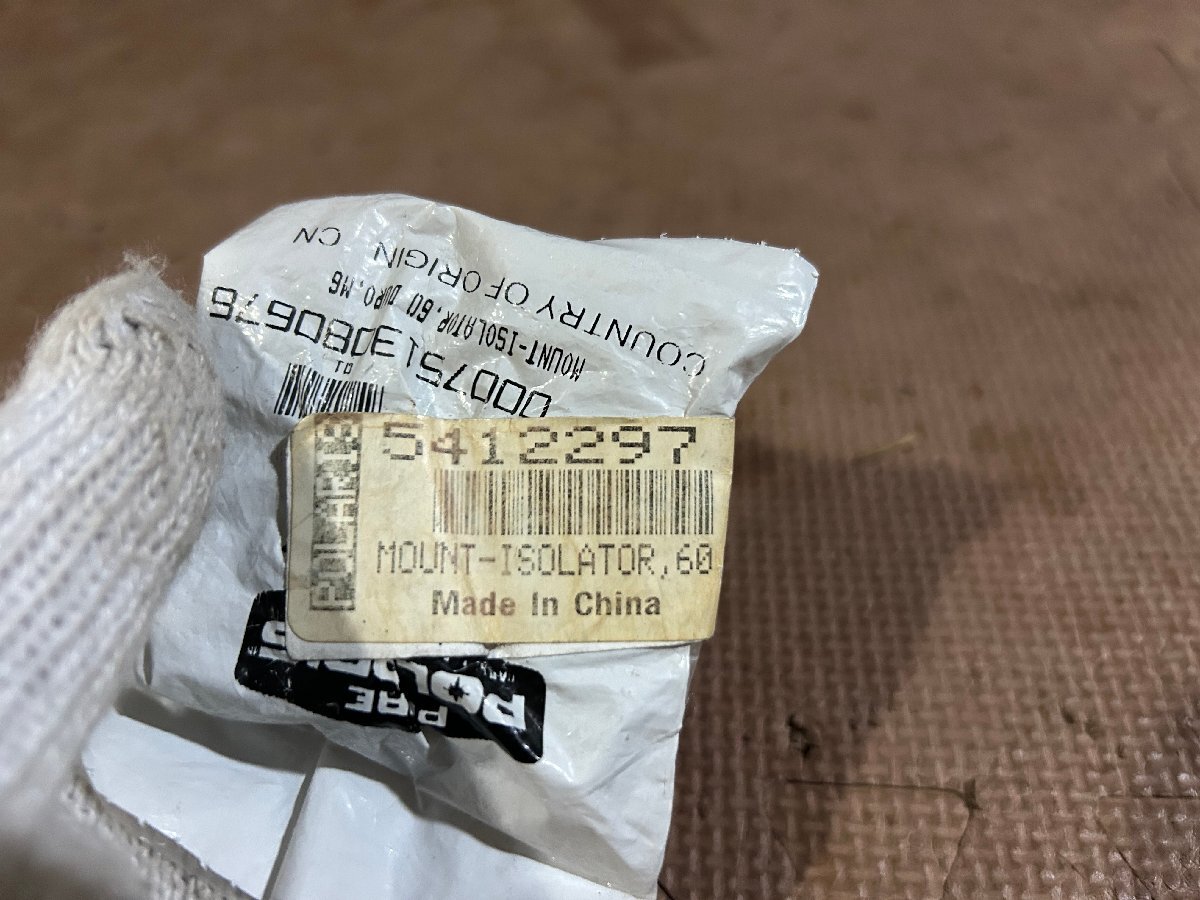 COUNTRY OF ORIGIN CN
MOUNT-ISOLATOR,60 DURO,M6
01
POLARIS
5412297
MOUNT-ISOLATOR,60
Made In China
PURE
POLARIS